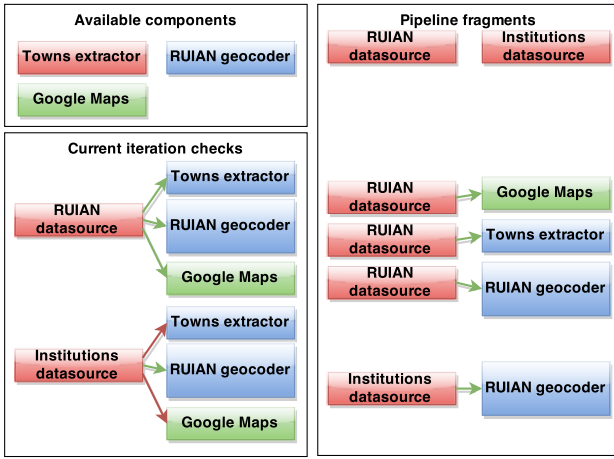 Available components
Towns extractor
RUIAN geocoder
Google Maps
Current iteration checks
RUIAN
datasource
Towns extractor
RUIAN geocoder
Google Maps
Institutions
datasource
Towns extractor
RUIAN geocoder
Google Maps
Pipeline fragments
RUIAN
datasource
Institutions
datasource
RUIAN
datasource
Google Maps
RUIAN
datasource
Towns extractor
RUIAN
datasource
RUIAN geocoder
Institutions
datasource
RUIAN geocoder